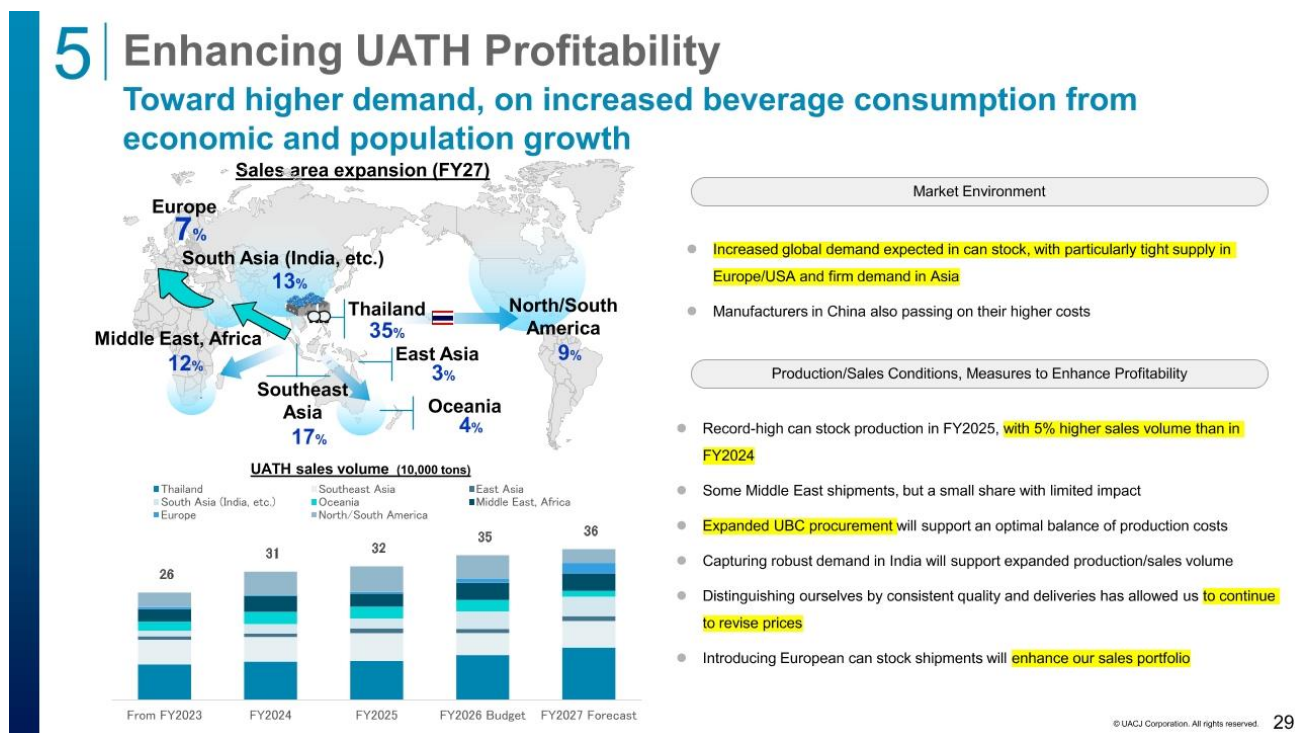 5
Enhancing UATH Profitability
Toward higher demand, on increased beverage consumption from
economic and population growth
Sales area expansion (FY27)
Europe
7%
South Asia (India, etc.)
13%
Thailand
35%
North/South
America
9%
Middle East, Africa
12%
East Asia
3%
Southeast
Asia
17%
Oceania
4%
UATH sales volume (10,000 tons)
Thailand
Southeast Asia
East Asia
South Asia (India, etc.)
Oceania
Middle East, Africa
Europe
North/South America
26
31
32
35
36
From FY2023
FY2024
FY2025
FY2026 Budget
FY2027 Forecast
Market Environment
Increased global demand expected in can stock, with particularly tight supply in
Europe/USA and firm demand in Asia
Manufacturers in China also passing on their higher costs
Production/Sales Conditions, Measures to Enhance Profitability
Record-high can stock production in FY2025, with 5% higher sales volume than in
FY2024
Some Middle East shipments, but a small share with limited impact
Expanded UBC procurement will support an optimal balance of production costs
Capturing robust demand in India will support expanded production/sales volume
Distinguishing ourselves by consistent quality and deliveries has allowed us to continue
to revise prices
Introducing European can stock shipments will enhance our sales portfolio
© UACJ Corporation. All rights reserved.
29